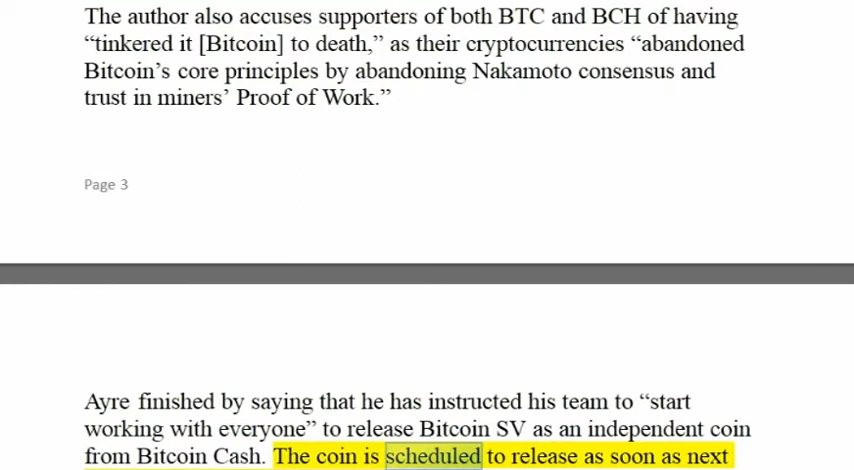 The author also accuses supporters of both BTC and BCH of having
“tinkered it [Bitcoin] to death,” as their cryptocurrencies “abandoned
Bitcoin’s core principles by abandoning Nakamoto consensus and
trust in miners’ Proof of Work.”
Page 3
Ayre finished by saying that he has instructed his team to “start
working with everyone” to release Bitcoin SV as an independent coin
from Bitcoin Cash. The coin is scheduled to release as soon as next